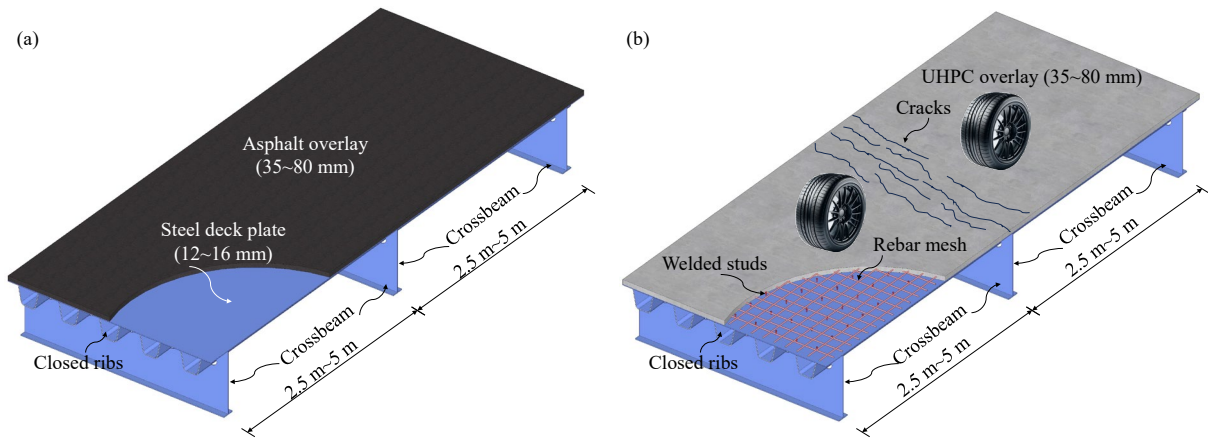 (a)
Asphalt overlay
(35~80 mm)
Steel deck plate
(12~16 mm)
Closed ribs
Crossbeam
2.5 m~5 m
Crossbeam
2.5 m~5 m
Crossbeam
(b)
UHPC overlay (35~80 mm)
Cracks
Rebar mesh
Welded studs
Closed ribs
Crossbeam
2.5 m~5 m
Crossbeam
2.5 m~5 m
Crossbeam